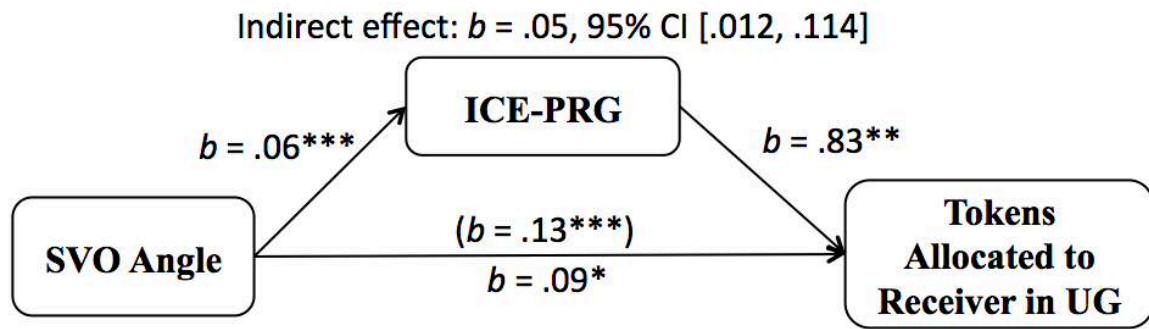 Indirect effect: b = .05, 95% CI [.012, .114]
ICE-PRG
b = .06***
b = .83**
SVO Angle
(b = .13***)
b = .09*
Tokens
Allocated to
Receiver in UG